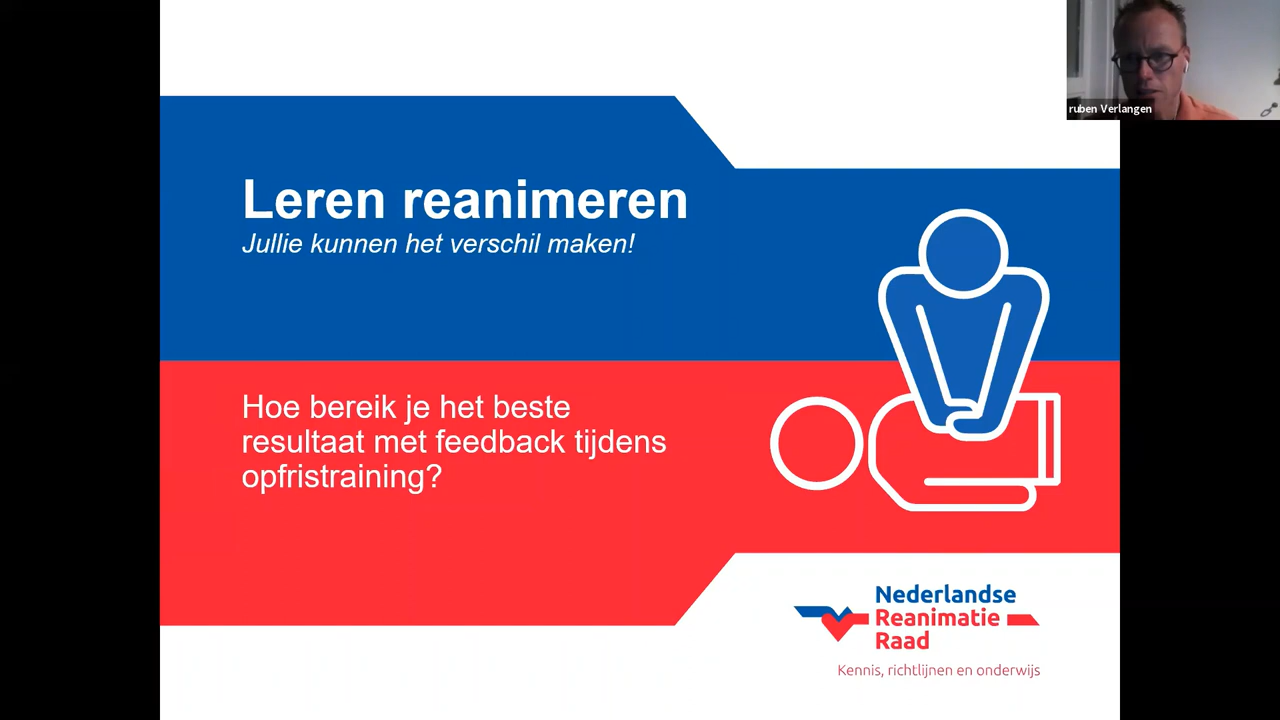 ruben Verlangen
Leren reanimeren
Jullie kunnen het verschil maken!
Hoe bereik je het beste
resultaat met feedback tijdens
opfristraining?
Nederlandse
Reanimatie
Raad
Kennis, richtlijnen en onderwijs